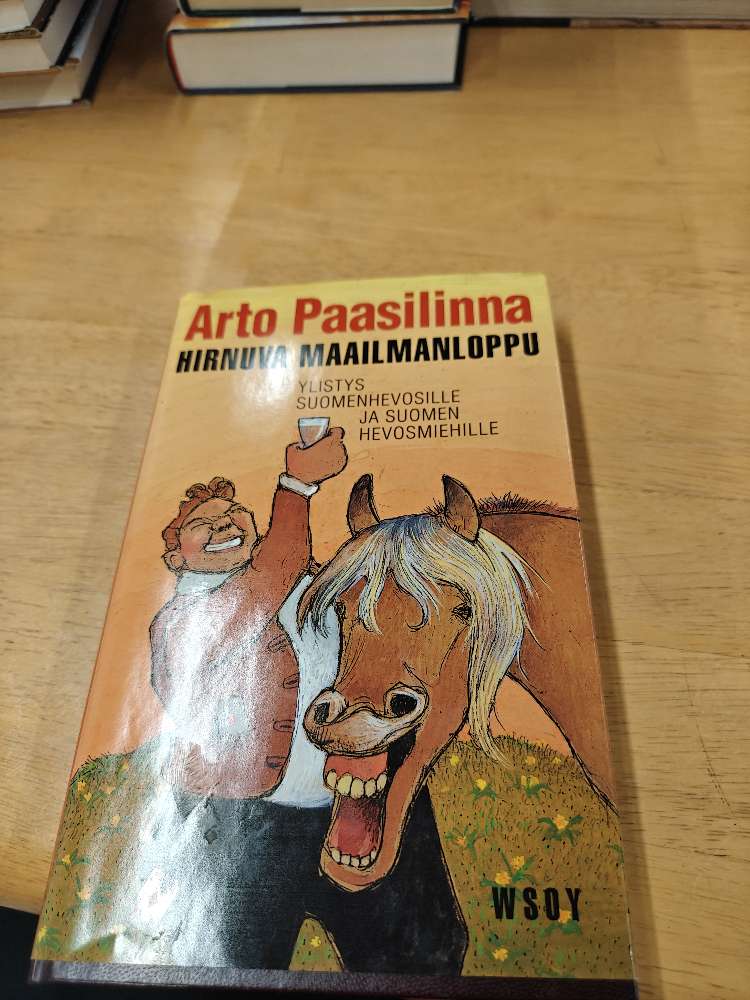 Arto Paasilinna
HIRNUVA MAAILMANLOPPU
YLISTYS
SUOMENHEVOSILLE
JA SUOMEN
HEVOSMIEHILLE
WSOY